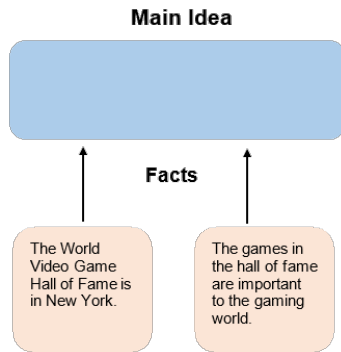 Main Idea
Facts
The World
Video Game
Hall of Fame is
in New York.
The games in
the hall of fame
are important
to the gaming
world.